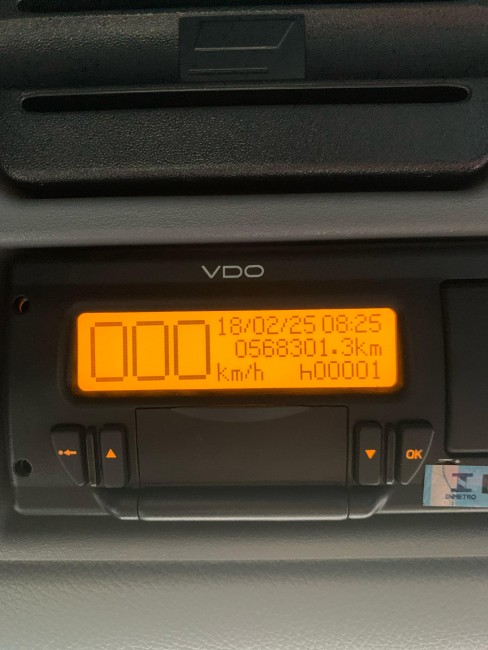 VDO
000
18/02/25 08:25
0568301.3km
km/h h00001
OK
INMETRO